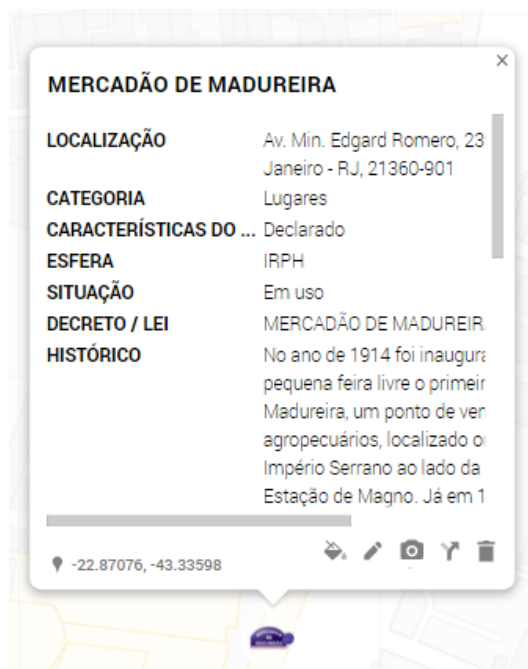 MERCADÃO DE MADUREIRA
LOCALIZAÇÃO Av. Min. Edgard Romero, 23
Janeiro - RJ, 21360-901
CATEGORIA Lugares
CARACTERÍSTICAS DO ... Declarado
ESFERA IRPH
SITUAÇÃO Em uso
DECRETO / LEI MERCADÃO DE MADUREIR
HISTÓRICO No ano de 1914 foi inaugura
pequena feira livre o primeir
Madureira, um ponto de ven
agropecuários, localizado o
Império Serrano ao lado da
Estação de Magno. Já em 1
-22.87076, -43.33598